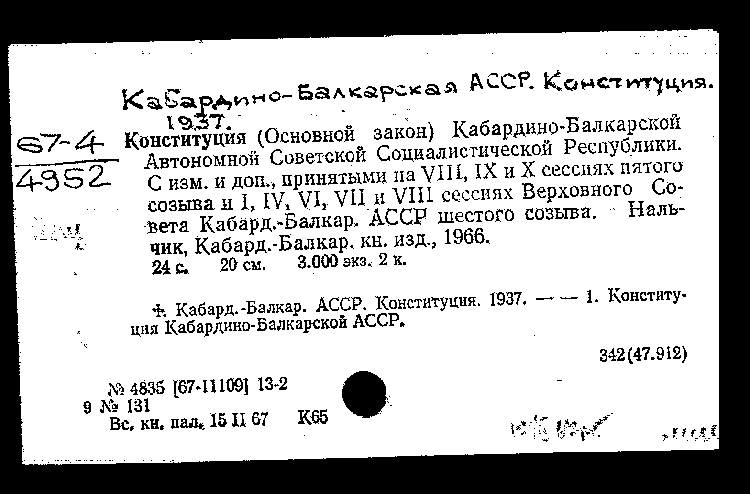 Кабардино-Балкарская АССР. Конституция.
1937.
67-4
4952
Конституция (Основной закон) Кабардино-Балкарской
Автономной Советской Социалистической Республики.
С изм. и доп., принятыми на VIII, IX и X сессиях пятого
созыва и I, IV, VI, VII и VIII сессиях Верховного Со-
вета Кабард.-Балкар. АССР шестого созыва. Наль-
чик, Кабард.-Балкар. кн. изд., 1966.
24 с. 20 см. 3.000 экз. 2 к.
Кабард.-Балкар. АССР. Конституция. 1937. — — 1. Конститу-
ция Кабардино-Балкарской АССР.
342(47.912)
№ 4835 [67-11109] 13-2
9 № 131
Вс. кн. пал. 15 II 67 К65